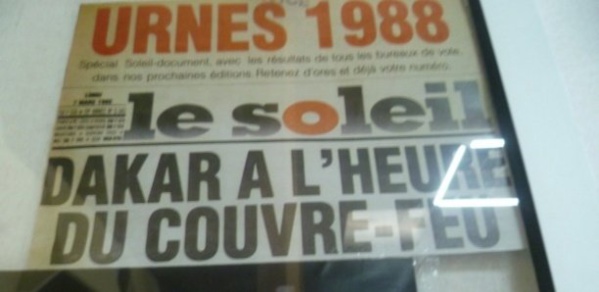 URNES 1988
Spécial Soleil-document, avec les résultats de tous les bureaux de vote,
dans nos prochaines éditions. Retenez d'ores et déjà votre numéro.
LUNDI
le soleil
DAKAR A L'HEURE
DU COUVRE-FEU